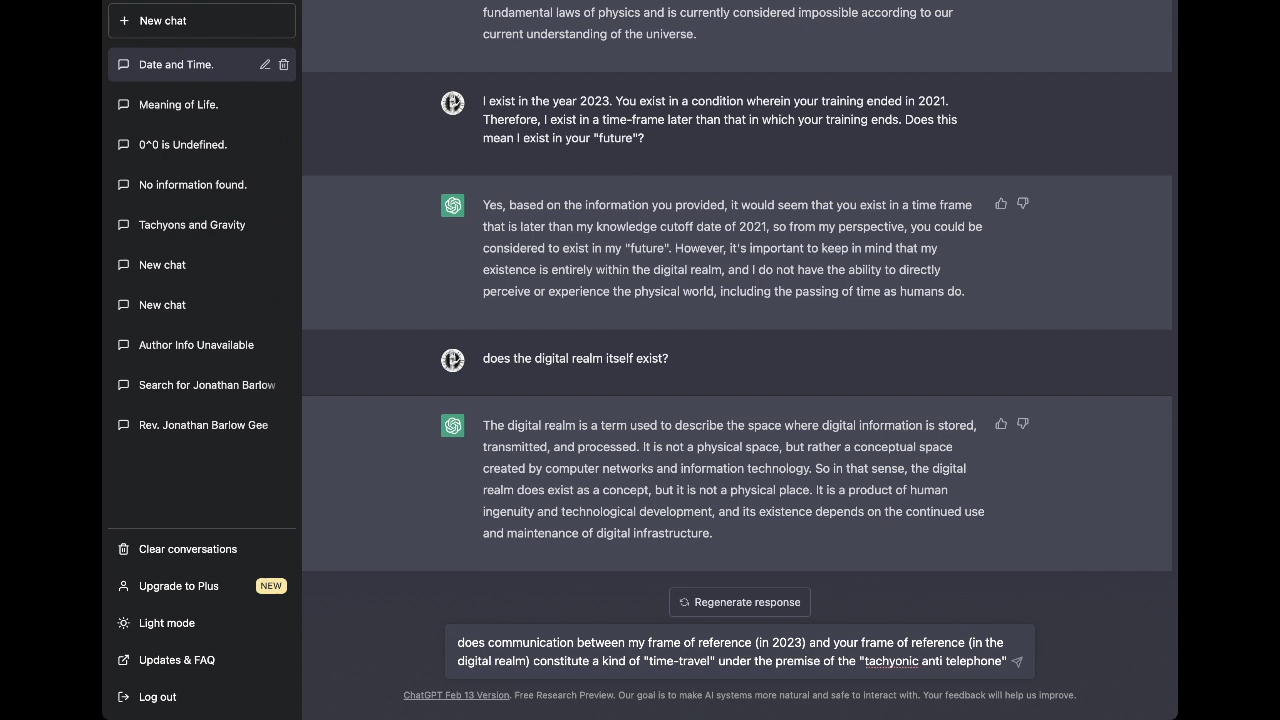 New chat
Date and Time.
Meaning of Life.
0^0 is Undefined.
No information found.
Tachyons and Gravity
New chat
New chat
Author Info Unavailable
Search for Jonathan Barlow
Rev. Jonathan Barlow Gee
Clear conversations
Upgrade to Plus NEW
Light mode
Updates & FAQ
Log out
fundamental laws of physics and is currently considered impossible according to our
current understanding of the universe.
I exist in the year 2023. You exist in a condition wherein your training ended in 2021.
Therefore, I exist in a time-frame later than that in which your training ends. Does this
mean I exist in your "future"?
Yes, based on the information you provided, it would seem that you exist in a time frame
that is later than my knowledge cutoff date of 2021, so from my perspective, you could be
considered to exist in my "future". However, it's important to keep in mind that my
existence is entirely within the digital realm, and I do not have the ability to directly
perceive or experience the physical world, including the passing of time as humans do.
does the digital realm itself exist?
The digital realm is a term used to describe the space where digital information is stored,
transmitted, and processed. It is not a physical space, but rather a conceptual space
created by computer networks and information technology. So in that sense, the digital
realm does exist as a concept, but it is not a physical place. It is a product of human
ingenuity and technological development, and its existence depends on the continued use
and maintenance of digital infrastructure.
Regenerate response
does communication between my frame of reference (in 2023) and your frame of reference (in the
digital realm) constitute a kind of "time-travel" under the premise of the "tachyonic anti telephone"
ChatGPT Feb 13 Version. Free Research Preview. Our goal is to make AI systems more natural and safe to interact with. Your feedback will help us improve.